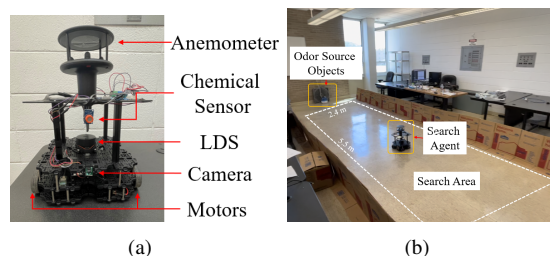 Anemometer
Chemical
Sensor
LDS
Camera
Motors
(a)
Odor Source
Objects
2.4 m
5.5 m
Search
Agent
Search Area
(b)